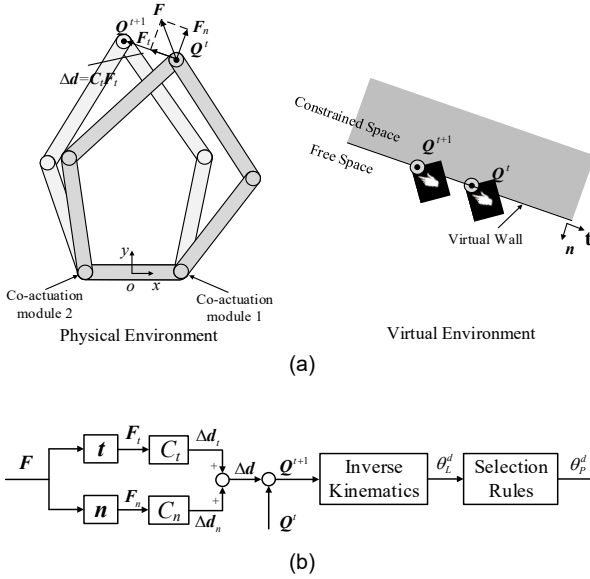 Q^{t+1}
F
F_n
F_t
Q^t
Δd=C_tF_t
y
o
x
Co-actuation
module 2
Co-actuation
module 1
Physical Environment
Constrained Space
Free Space
Q^{t+1}
Q^t
Virtual Wall
n
t
Virtual Environment
(a)
F
t
F_t
C_t
Δd_t
n
F_n
C_n
Δd_n
+
+
Δd
Q^{t+1}
Q^t
Inverse
Kinematics
θ_L^d
Selection
Rules
θ_P^d
(b)